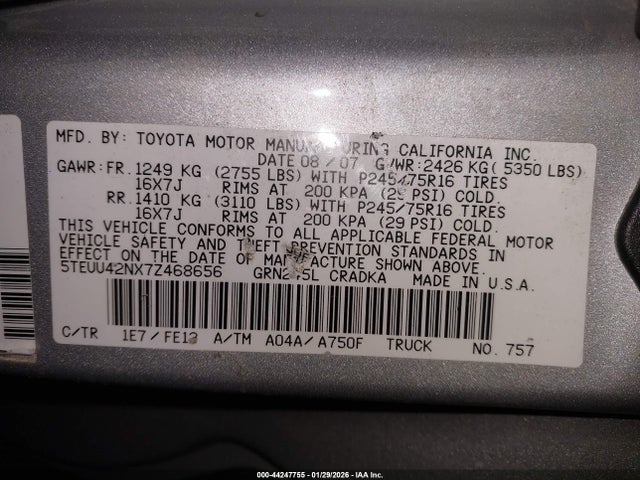 MFD. BY: TOYOTA MOTOR MANUFACTURING CALIFORNIA INC.
DATE 08 / 07 GVWR: 2426 KG( 5350 LBS)
GAWR: FR. 1249 KG (2755 LBS) WITH P245/75R16 TIRES
16X7J RIMS AT 200 KPA (29 PSI) COLD.
RR. 1410 KG (3110 LBS) WITH P245/75R16 TIRES
16X7J RIMS AT 200 KPA (29 PSI) COLD.
THIS VEHICLE CONFORMS TO ALL APPLICABLE FEDERAL MOTOR
VEHICLE SAFETY AND THEFT PREVENTION STANDARDS IN
EFFECT ON THE DATE OF MANUFACTURE SHOWN ABOVE.
5TEUU42NX7Z468656 CRADKA MADE IN U.S.A.
C/TR 1E7 / FE13 A/TM A04A / A750F TRUCK NO. 757
000-44247755 - 01/29/2026 - IAA Inc.